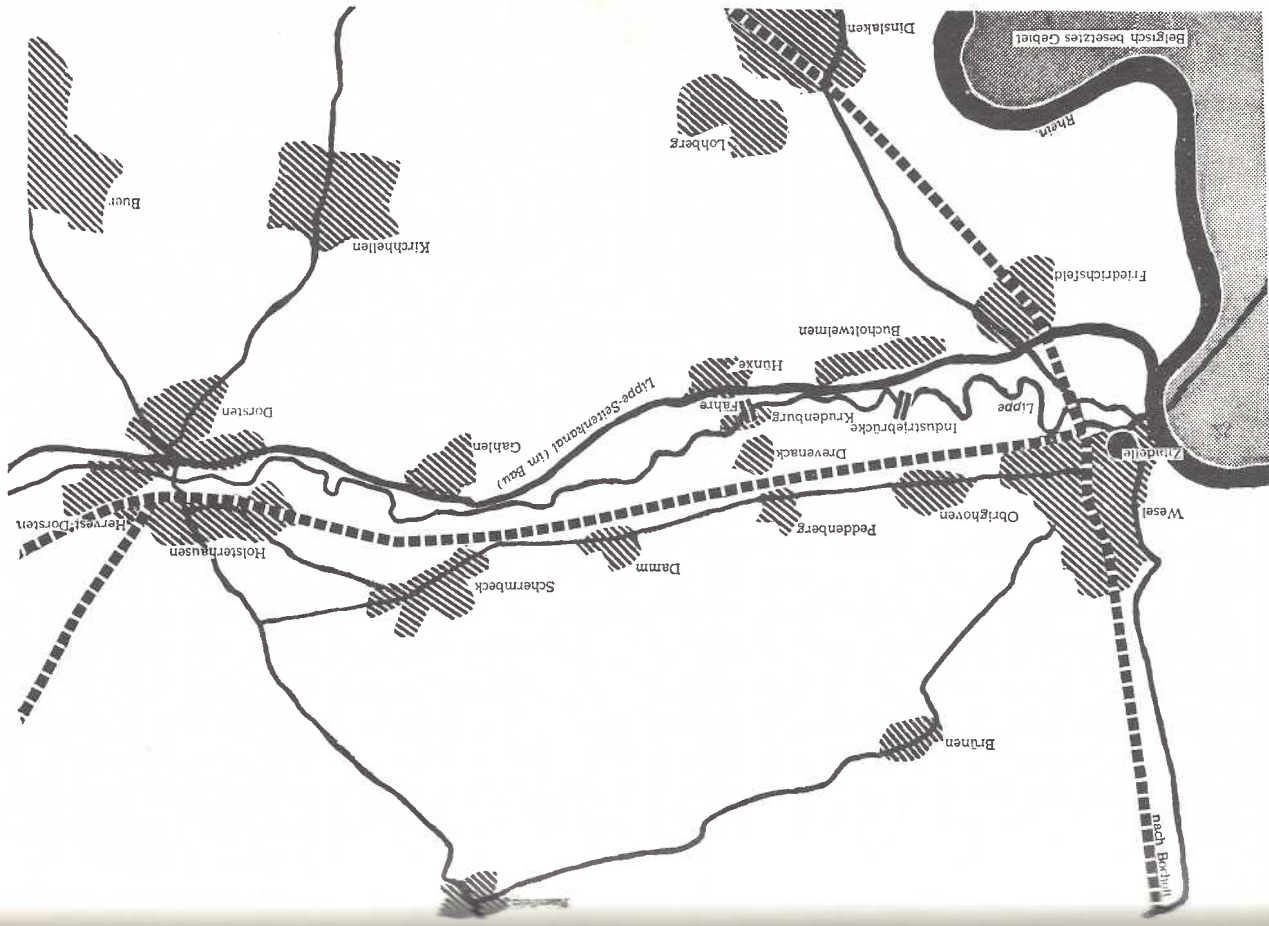 nach Bocholt
Brünen
Schermbeck
Damm
Holsterhausen
Peddenberg
Hervest-Dorsten
Obrighoven
Wesel
Drevenack
Zitadelle
Gahlen
Industriebrücke
Krudenburg
Lippe
Fähre
Dorsten
Lippe-Seitenkanal (im Bau)
Hünxe
Bucholtwelmen
Friedrichsfeld
Kirchhellen
Buer
Lohberg
Rhein.
Belgisch besetztes Gebiet
Dinslaken